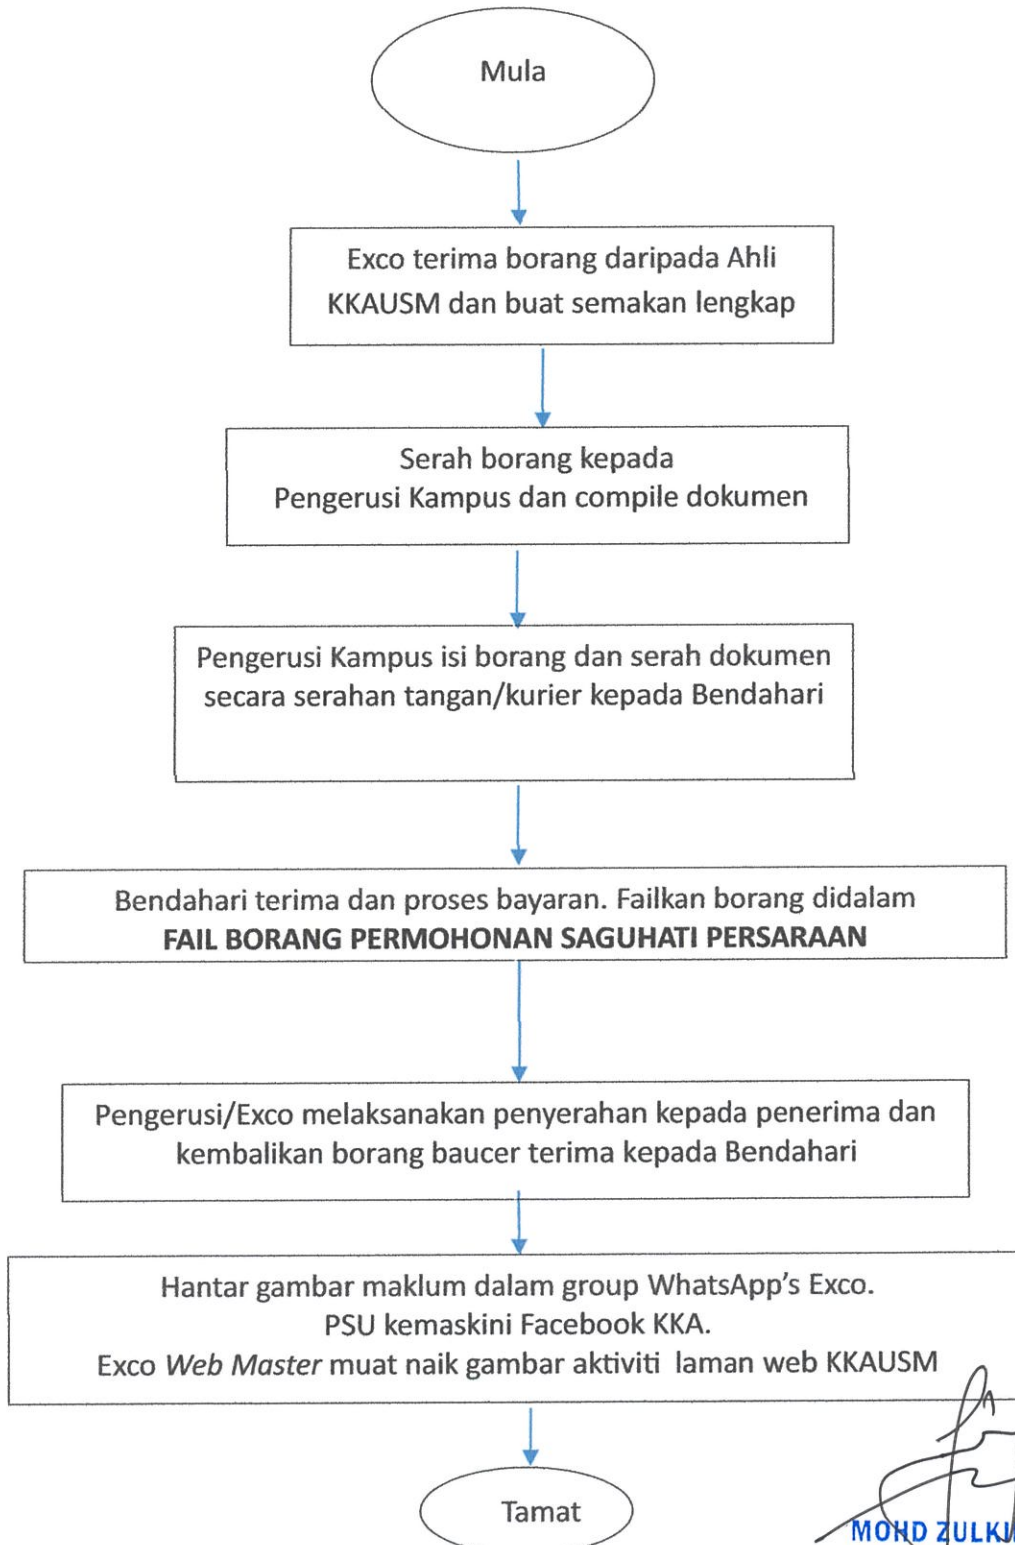 Mula
Exco terima borang daripada Ahli
KKAUSM dan buat semakan lengkap
Serah borang kepada
Pengerusi Kampus dan compile dokumen
Pengerusi Kampus isi borang dan serah dokumen
secara serahan tangan/kurier kepada Bendahari
Bendahari terima dan proses bayaran. Failkan borang didalam
FAIL BORANG PERMOHONAN SAGUHATI PERSARAAN
Pengerusi/Exco melaksanakan penyerahan kepada penerima dan
kembalikan borang baucer terima kepada Bendahari
Hantar gambar maklum dalam group WhatsApp’s Exco.
PSU kemaskini Facebook KKA.
Exco Web Master muat naik gambar aktiviti laman web KKAUSM
Tamat
MOHD